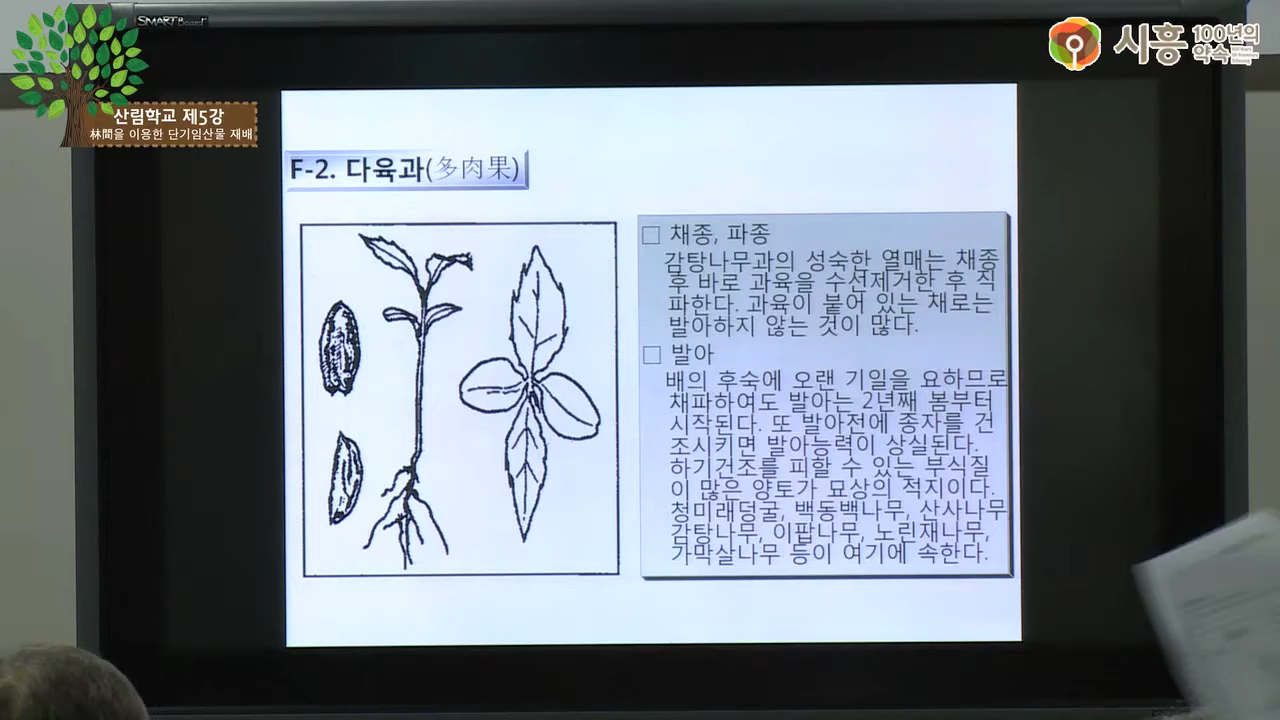 SMART Board
산림학교 제5강
林間을 이용한 단기임산물 재배
시흥 100년의
약속
F-2. 다육과(多肉果)
□ 채종, 파종
감탕나무과의 성숙한 열매는 채종
후 바로 과육을 수선제거한 후 직
파한다. 과육이 붙어 있는 채로는
발아하지 않는 것이 많다.
□ 발아
배의 후숙에 오랜 기일을 요하므로
채파하여도 발아는 2년째 봄부터
시작된다. 또 발아전에 종자를 건
조시키면 발아능력이 상실된다.
하기건조를 피할 수 있는 부식질
이 많은 양토가 묘상의 적지이다.
청미래덩굴, 백동백나무, 산사나무
감탕나무, 이팝나무, 노린재나무,
가막살나무 등이 여기에 속한다.